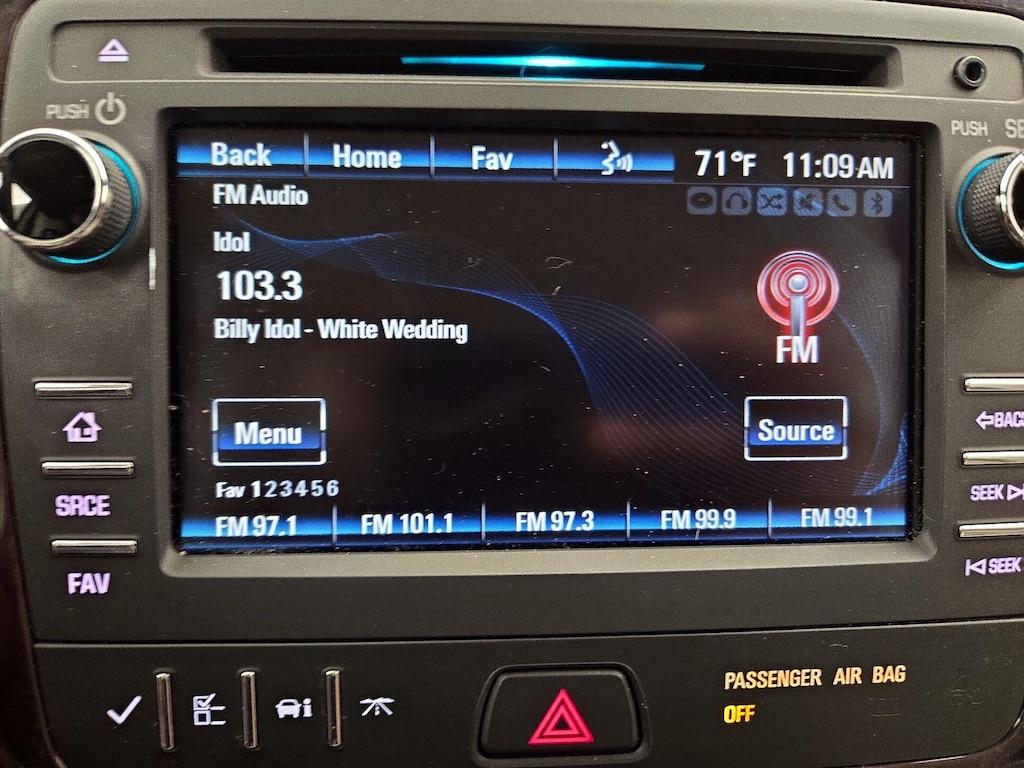 PUSH
PUSH SE
Back Home Fav 71°F 11:09AM
FM Audio
Idol
103.3
Billy Idol - White Wedding
FM
Menu
Source
BACK
SRCE
SEEK
Fav 1 2 3 4 5 6
FM 97.1 FM 101.1 FM 97.3 FM 99.9 FM 99.1
FAV
SEEK
PASSENGER AIR BAG
OFF